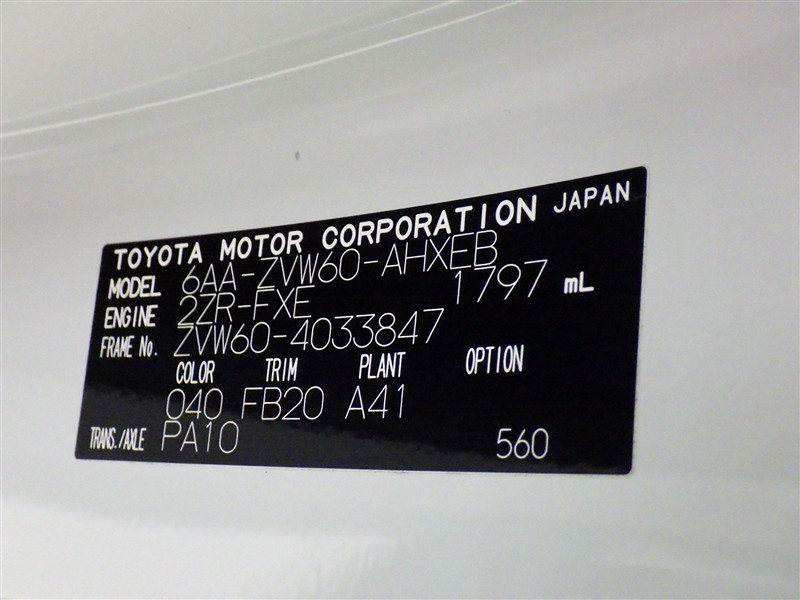 TOYOTA MOTOR CORPORATION JAPAN
MODEL 6AA-ZVW60-AHXEB
ENGINE 2ZR-FXE 1797 mL
FRAME No. ZVW60-4033847
COLOR TRIM PLANT OPTION
040 FB20 A41
TRANS./AXLE PA10 560